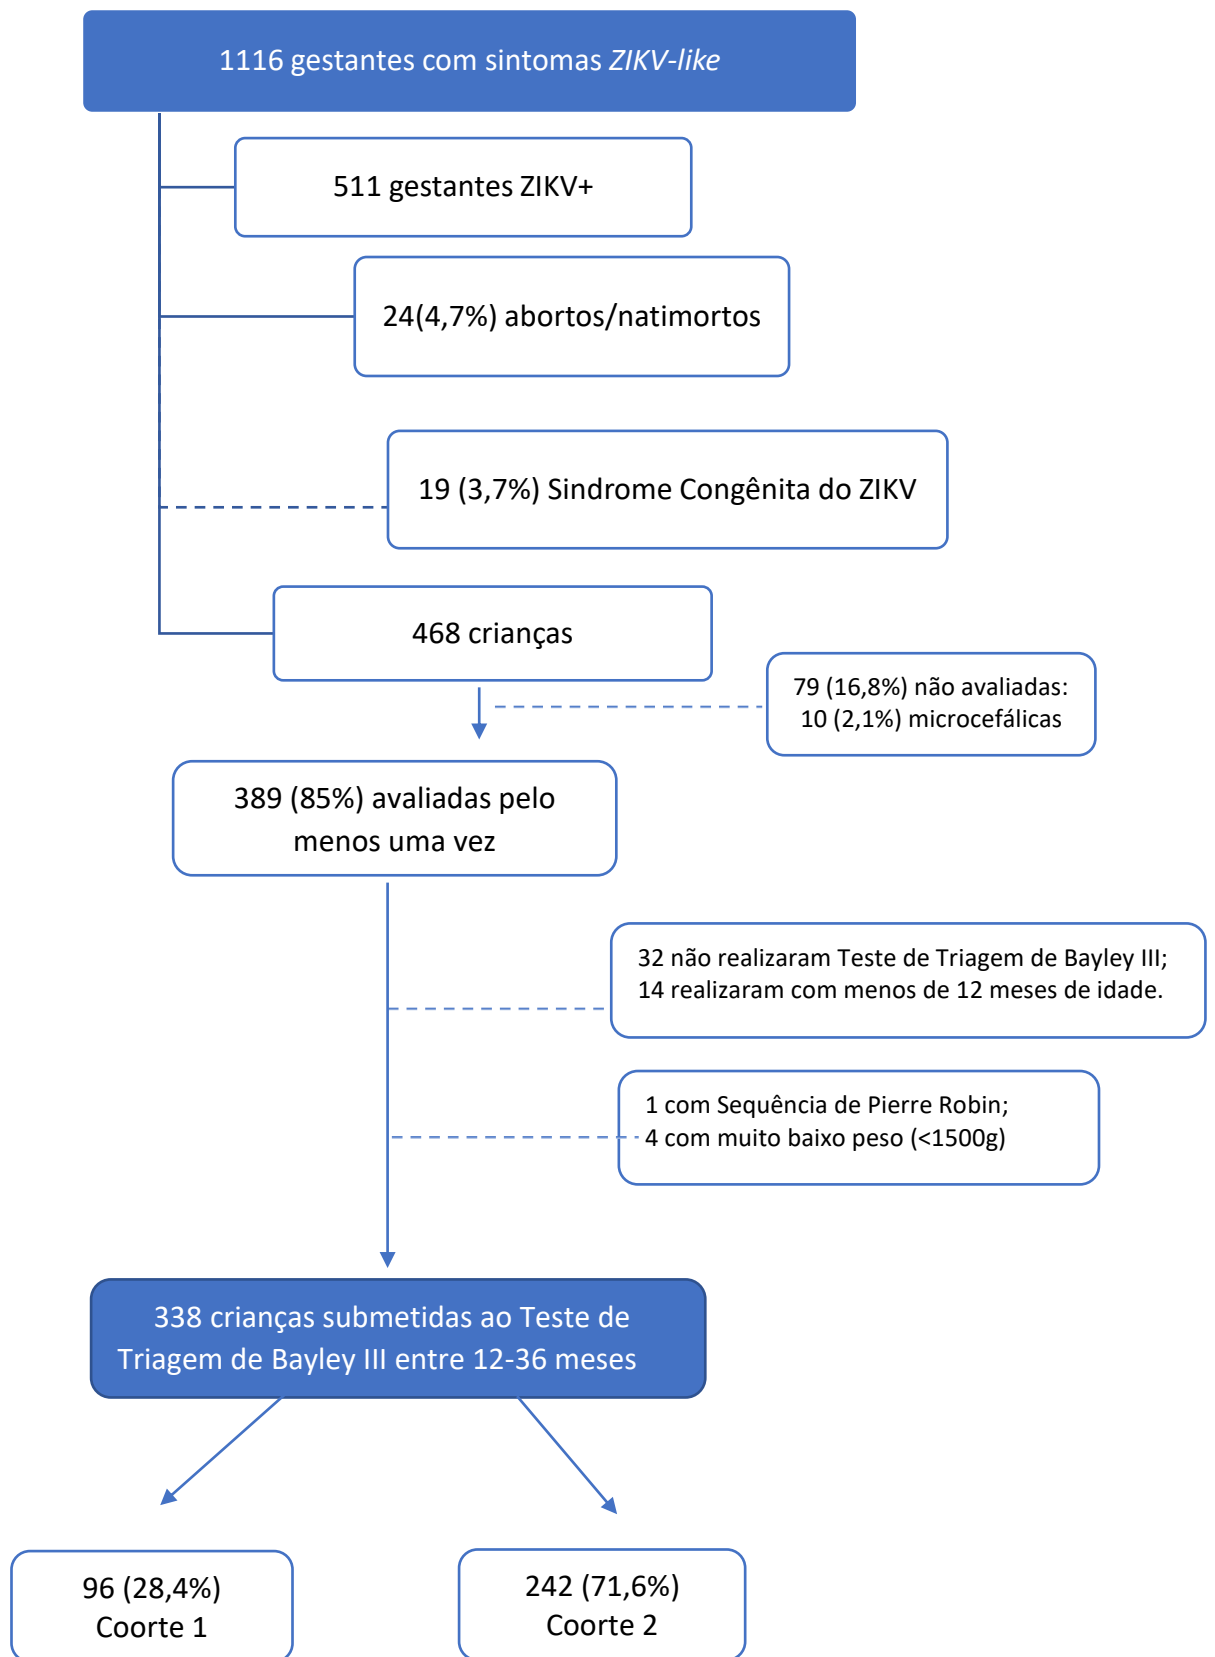 1116 gestantes com sintomas ZIKV-like
511 gestantes ZIKV+
24(4,7%) abortos/natimortos
19 (3,7%) Sindrome Congênita do ZIKV
468 crianças
79 (16,8%) não avaliadas:
10 (2,1%) microcefálicas
389 (85%) avaliadas pelo
menos uma vez
32 não realizaram Teste de Triagem de Bayley III;
14 realizaram com menos de 12 meses de idade.
1 com Sequência de Pierre Robin;
4 com muito baixo peso (<1500g)
338 crianças submetidas ao Teste de
Triagem de Bayley III entre 12-36 meses
96 (28,4%)
Coorte 1
242 (71,6%)
Coorte 2